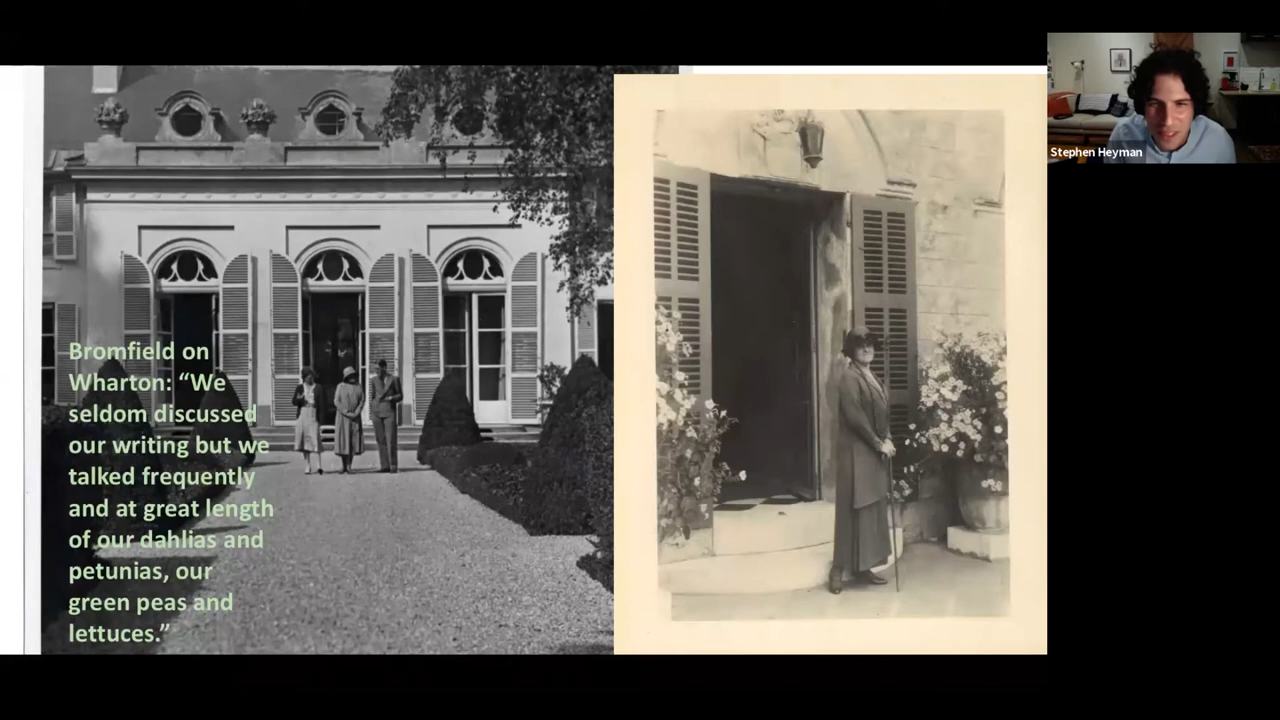 Stephen Heyman
Bromfield on
Wharton: “We
seldom discussed
our writing but we
talked frequently
and at great length
of our dahlias and
petunias, our
green peas and
lettuces.”